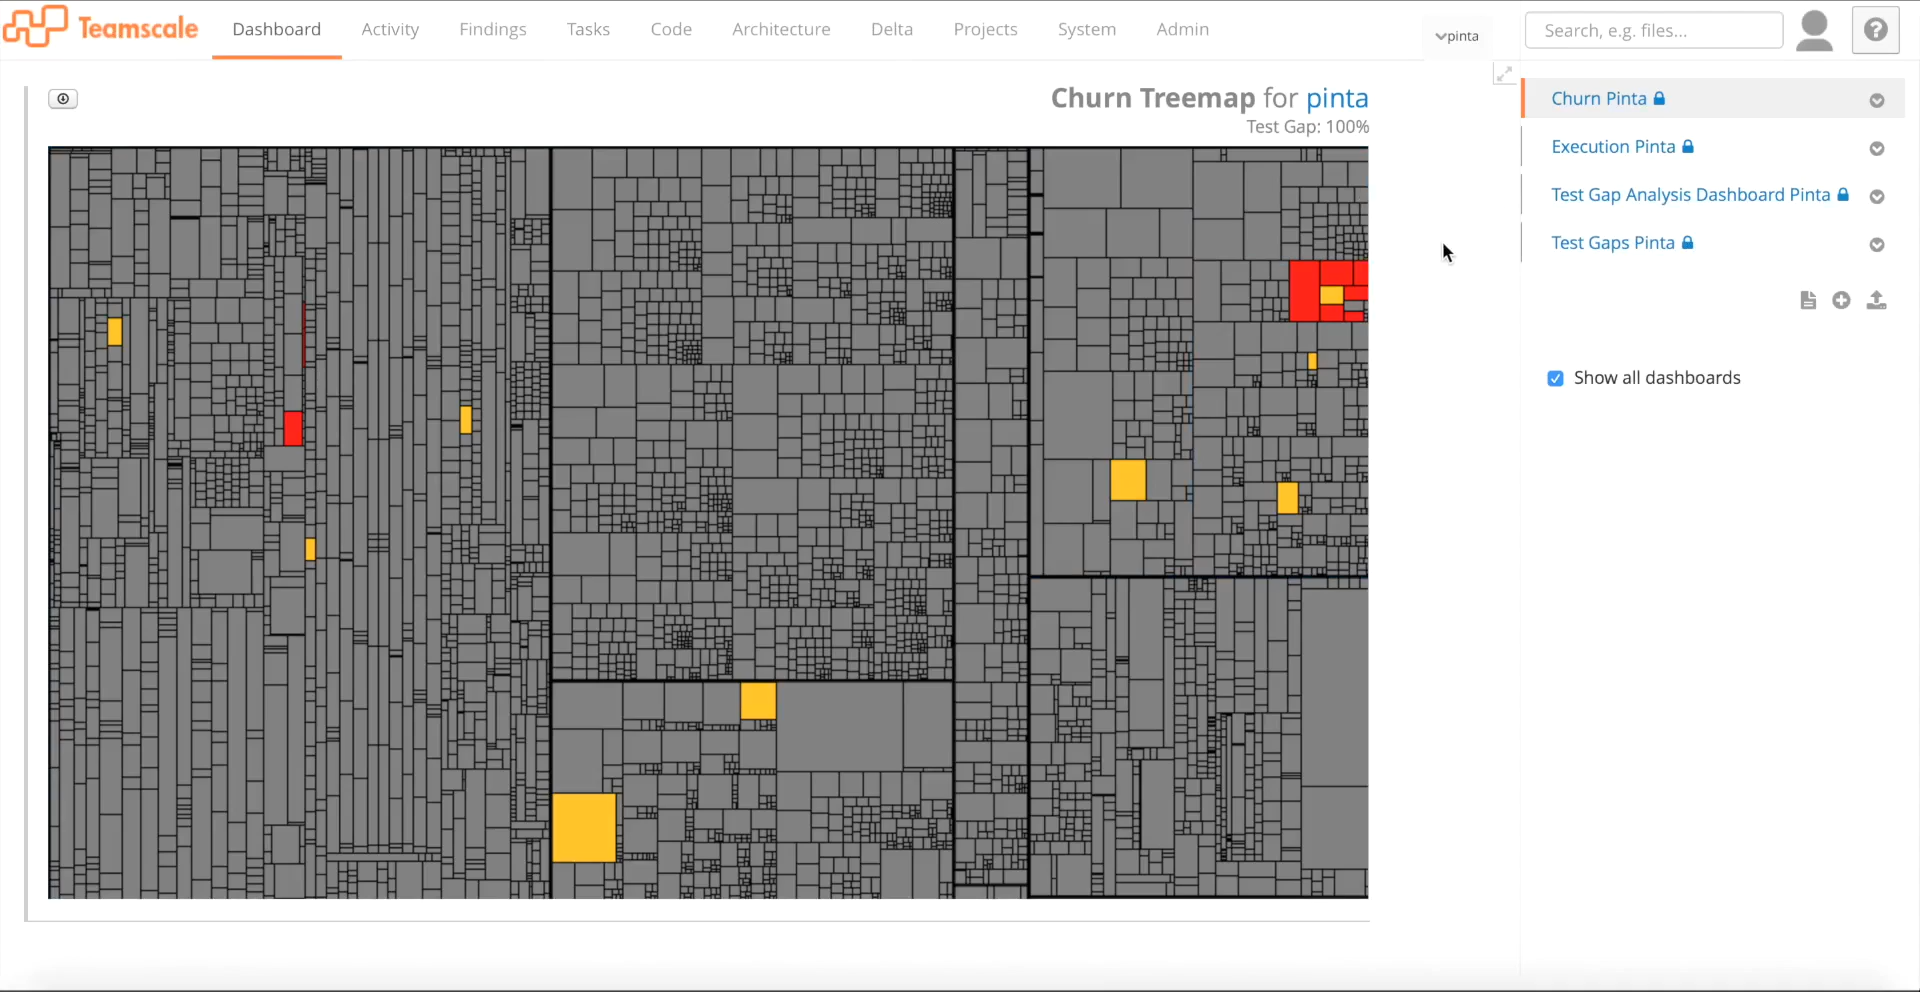 Teamscale
Dashboard Activity Findings Tasks Code Architecture Delta Projects System Admin
pinta
Search, e.g. files...
?
Churn Treemap for pinta
Test Gap: 100%
Churn Pinta
Execution Pinta
Test Gap Analysis Dashboard Pinta
Test Gaps Pinta
Show all dashboards